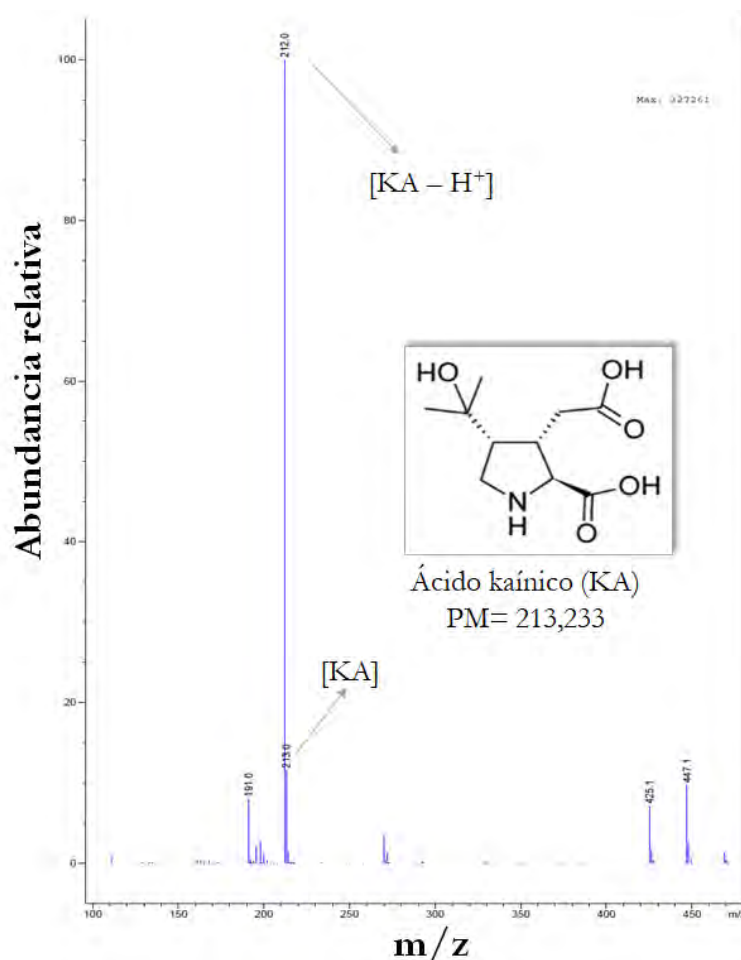 212.0
100
Max: 327261
[KA – H⁺]
80
Abundancia relativa
60
HO
OH
O
OH
N
H
O
40
Ácido kaínico (KA)
PM= 213,233
[KA]
20
213.0
191.0
447.1
425.1
0
100 150 200 250 300 350 400 450 m/
m/z